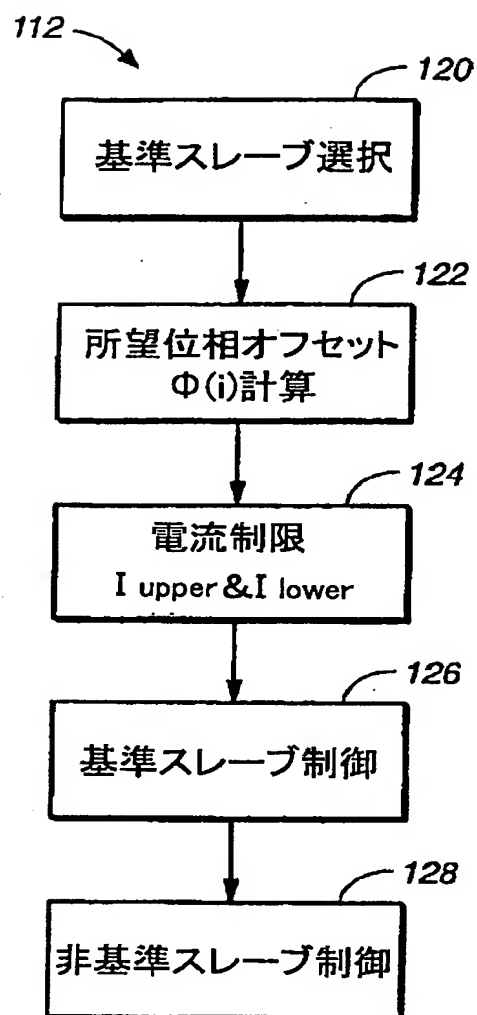 112
120
基準スレーブ選択
122
所望位相オフセット
Φ(i)計算
124
電流制限
I upper&I lower
126
基準スレーブ制御
128
非基準スレーブ制御